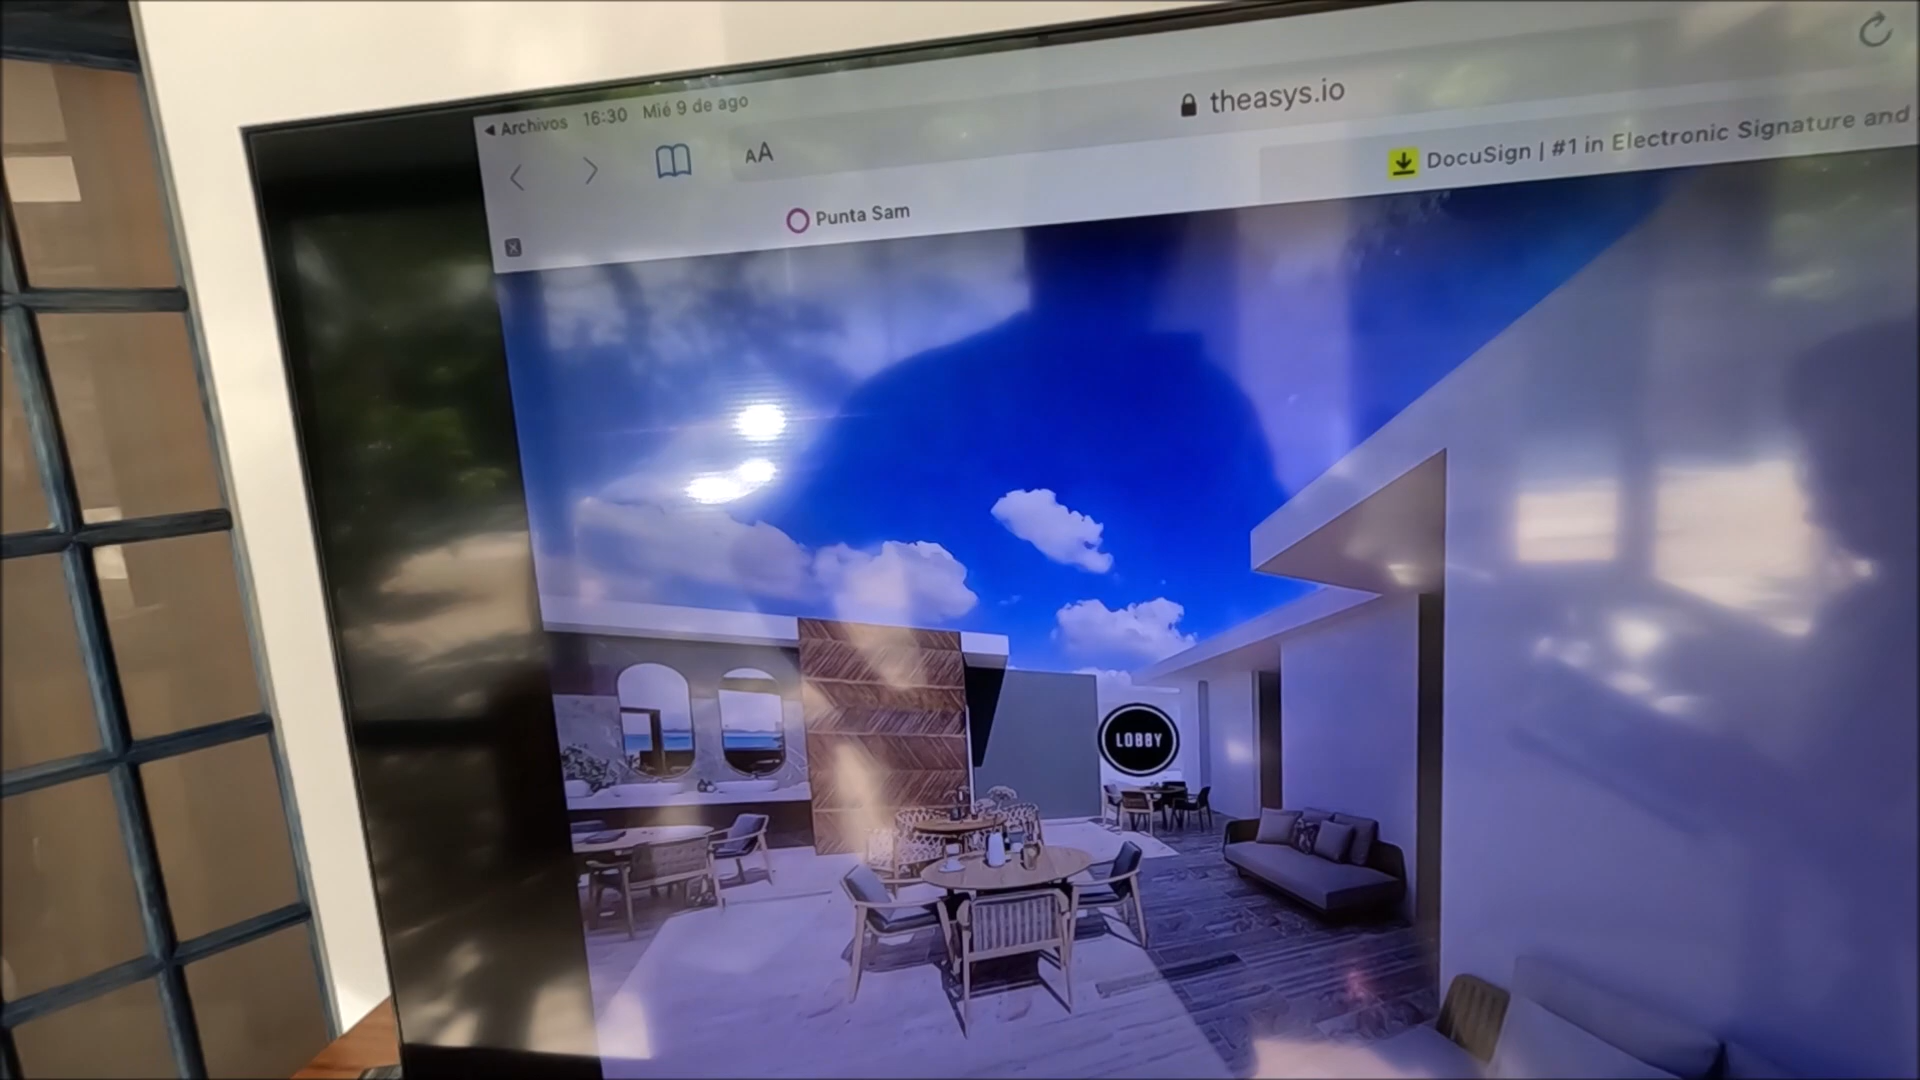 ◀ Archivos 16:30 Mié 9 de ago
AA
theasys.io
Punta Sam
DocuSign | #1 in Electronic Signature and
LOBBY